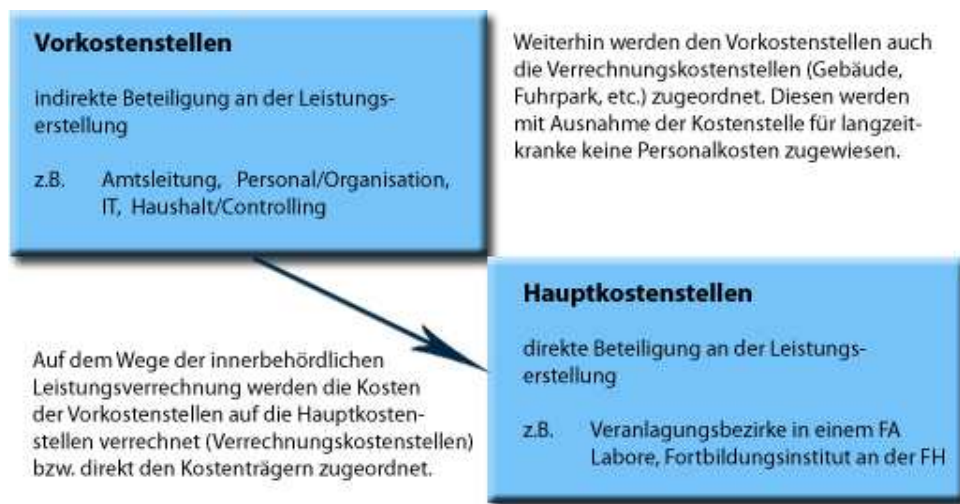 Vorkostenstellen
indirekte Beteiligung an der Leistungs-
erstellung
z.B. Amtsleitung, Personal/Organisation,
IT, Haushalt/Controlling
Weiterhin werden den Vorkostenstellen auch
die Verrechnungskostenstellen (Gebäude,
Fuhrpark, etc.) zugeordnet. Diesen werden
mit Ausnahme der Kostenstelle für langzeit-
kranke keine Personalkosten zugewiesen.
Auf dem Wege der innerbehördlichen
Leistungsverrechnung werden die Kosten
der Vorkostenstellen auf die Hauptkosten-
stellen verrechnet (Verrechnungskostenstellen)
bzw. direkt den Kostenträgern zugeordnet.
Hauptkostenstellen
direkte Beteiligung an der Leistungs-
erstellung
z.B. Veranlagungsbezirke in einem FA
Labore, Fortbildungsinstitut an der FH